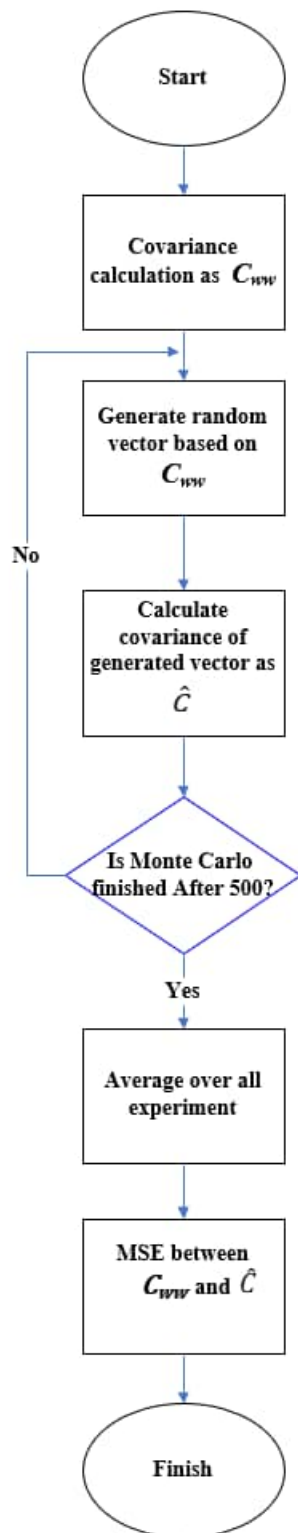 Start
Covariance
calculation as C_ww
Generate random
vector based on
C_ww
No
Calculate
covariance of
generated vector as
Ĉ
Is Monte Carlo
finished After 500?
Yes
Average over all
experiment
MSE between
C_ww and Ĉ
Finish